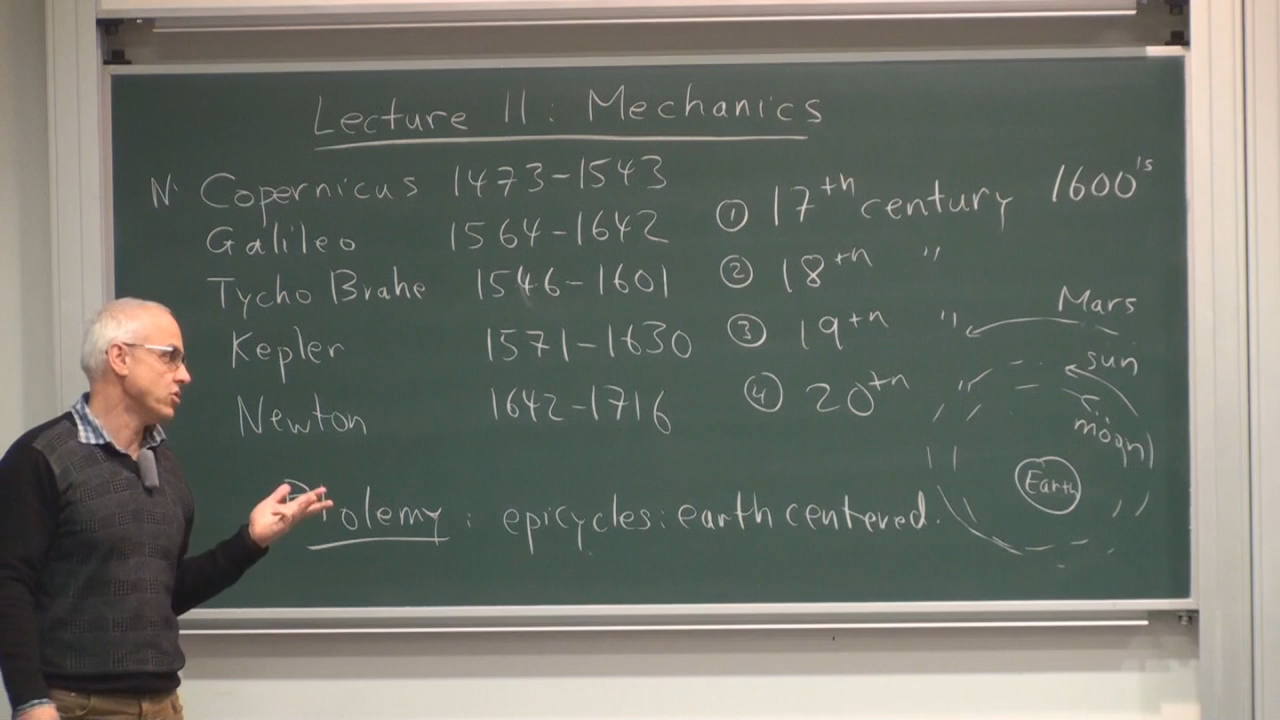 Lecture 11: Mechanics
N. Copernicus 1473-1543
Galileo 1564-1642
Tycho Brahe 1546-1601
Kepler 1571-1630
Newton 1642-1716
① 17th century 1600's
② 18th "
③ 19th "
④ 20th
Mars
sun
moon
Earth
Ptolemy: epicycles: earth centered.